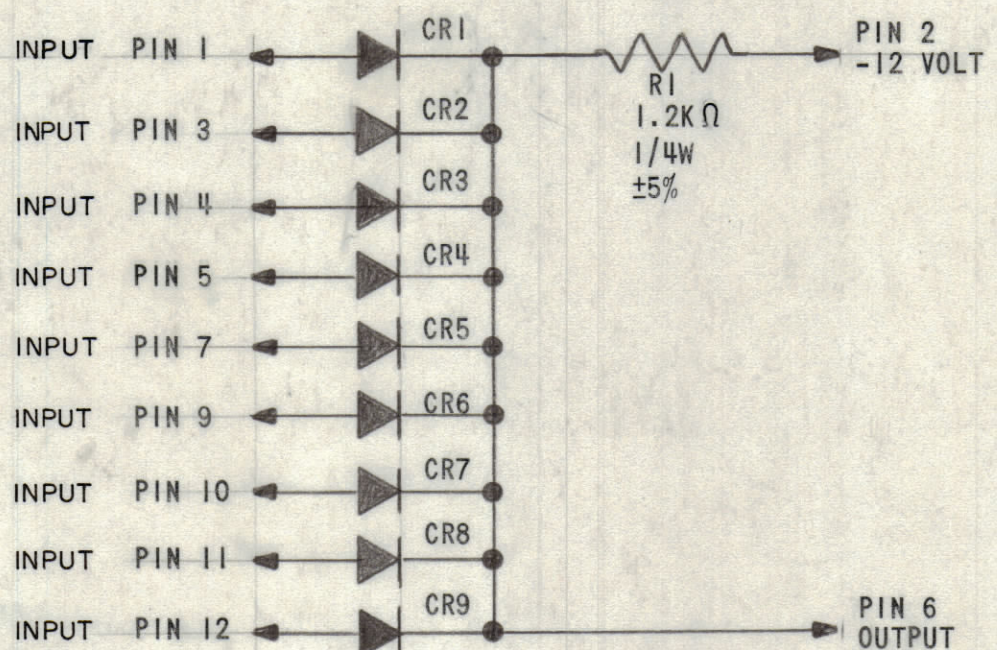 INPUT PIN 1 CR1 PIN 2
-12 VOLT
R1
1.2K Ω
1/4W
±5%
INPUT PIN 3 CR2
INPUT PIN 4 CR3
INPUT PIN 5 CR4
INPUT PIN 7 CR5
INPUT PIN 9 CR6
INPUT PIN 10 CR7
INPUT PIN 11 CR8
INPUT PIN 12 CR9 PIN 6
OUTPUT